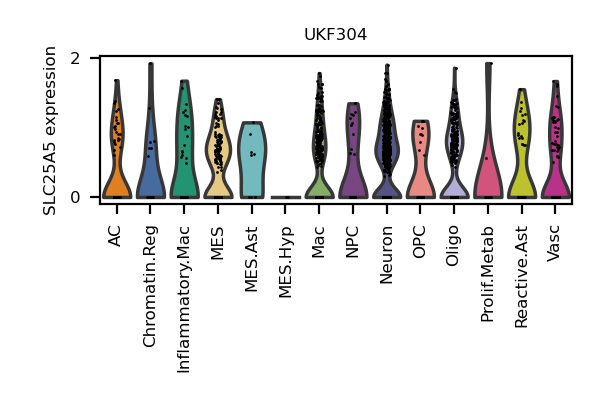 UKF304
SLC25A5 expression
2
0
AC
Chromatin.Reg
Inflammatory.Mac
MES
MES.Ast
MES.Hyp
Mac
NPC
Neuron
OPC
Oligo
Prolif.Metab
Reactive.Ast
Vasc